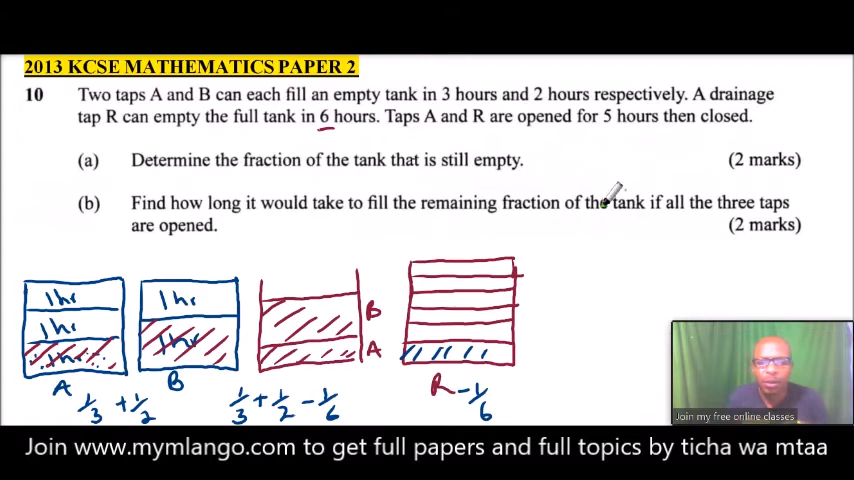 2013 KCSE MATHEMATICS PAPER 2
10 Two taps A and B can each fill an empty tank in 3 hours and 2 hours respectively. A drainage
tap R can empty the full tank in 6 hours. Taps A and R are opened for 5 hours then closed.
(a) Determine the fraction of the tank that is still empty. (2 marks)
(b) Find how long it would take to fill the remaining fraction of the tank if all the three taps
are opened. (2 marks)
1hr
1hr
1hr
A
1hr
1hr
B
B
A
R
1/3 + 1/2
1/3 + 1/2 - 1/6
-1/6
Join my free online classes
Join www.mymlango.com to get full papers and full topics by ticha wa mtaa